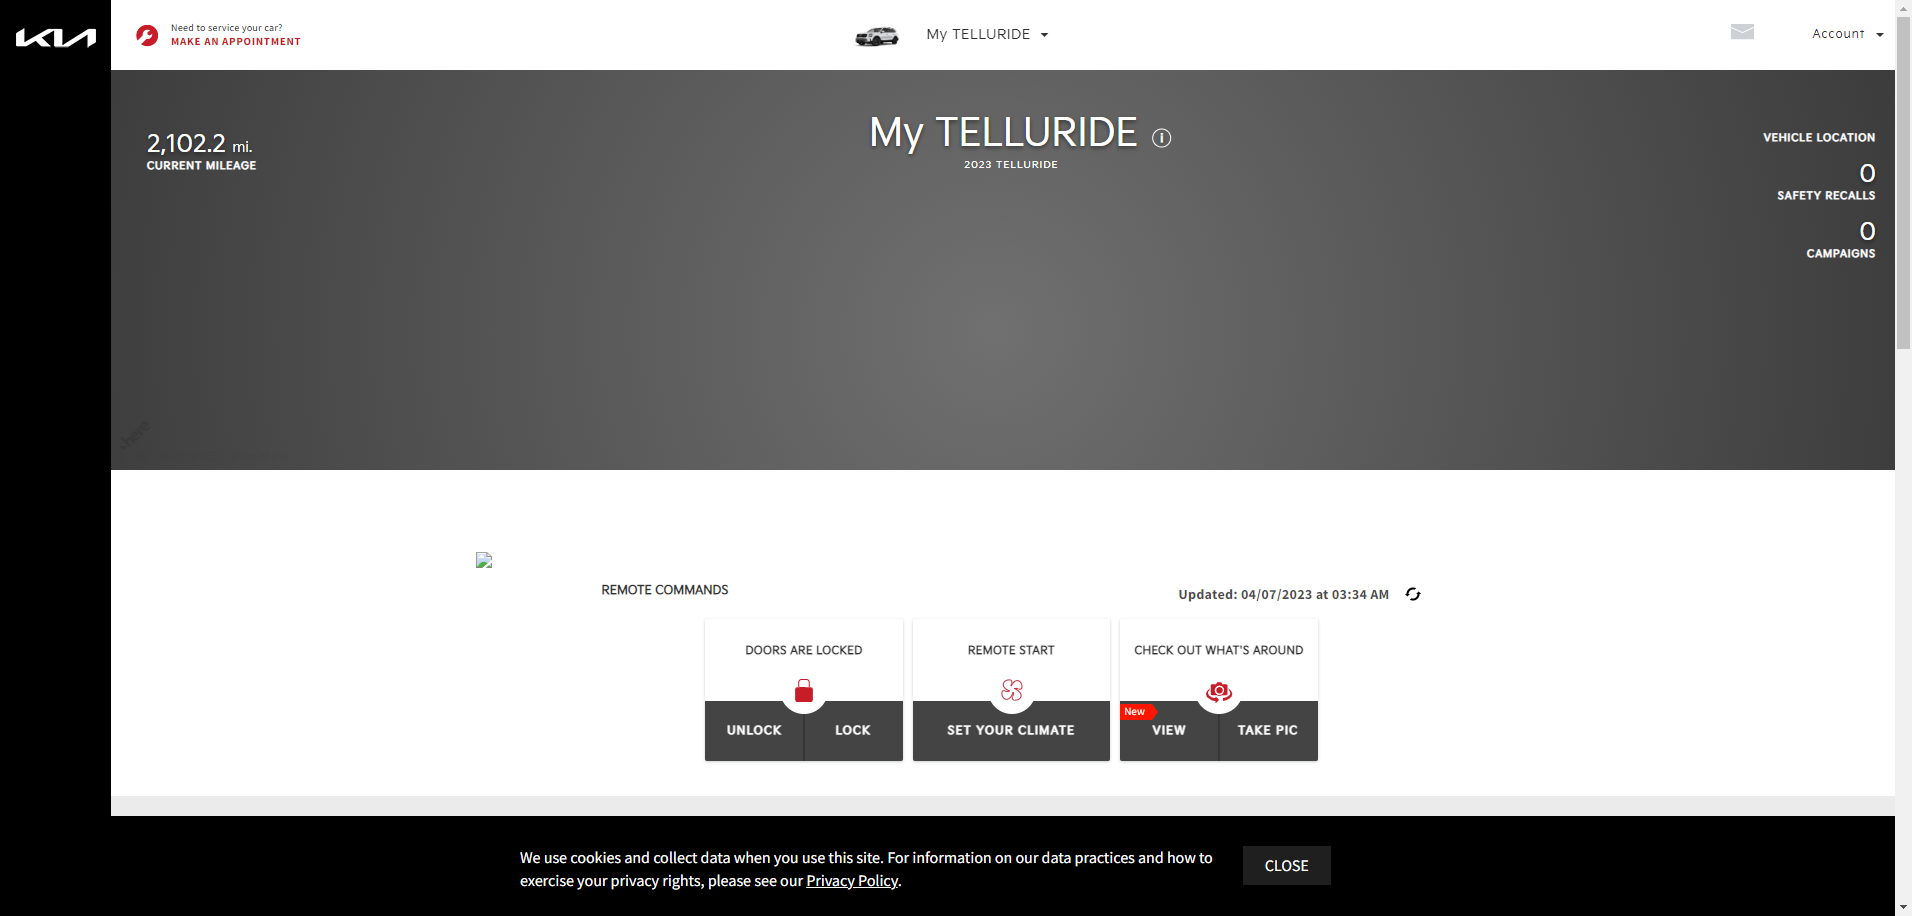 KIA
Need to service your car?
MAKE AN APPOINTMENT
My TELLURIDE
Account
2,102.2 mi.
CURRENT MILEAGE
My TELLURIDE
2023 TELLURIDE
VEHICLE LOCATION
0
SAFETY RECALLS
0
CAMPAIGNS
here
REMOTE COMMANDS
Updated: 04/07/2023 at 03:34 AM
DOORS ARE LOCKED
UNLOCK
LOCK
REMOTE START
SET YOUR CLIMATE
CHECK OUT WHAT'S AROUND
New
VIEW
TAKE PIC
We use cookies and collect data when you use this site. For information on our data practices and how to
exercise your privacy rights, please see our Privacy Policy.
CLOSE